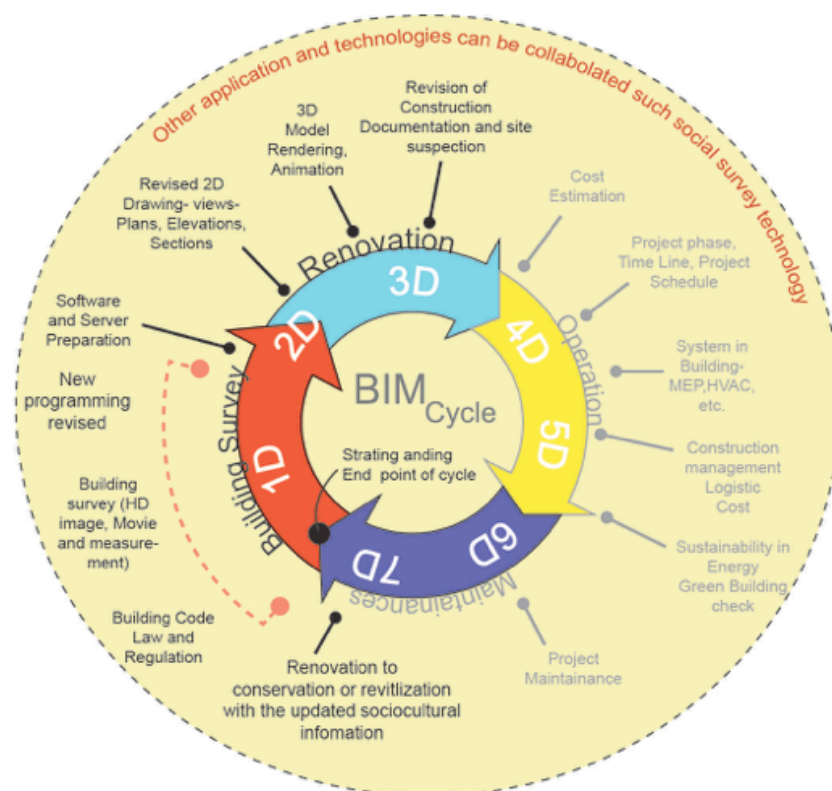 Other application and technologies can be collabolated such social survey technology
Revision of
Construction
Documentation and site
suspection
3D
Model
Rendering,
Animation
Revised 2D
Drawing- views-
Plans, Elevations,
Sections
Software
and Server
Preparation
New
programming
revised
Building
survey (HD
image, Movie
and measure-
ment)
Building Code
Law and
Regulation
Renovation to
conservation or revitlization
with the updated sociocultural
infomation
Cost
Estimation
Project phase,
Time Line, Project
Schedule
System in
Building-
MEP,HVAC,
etc.
Construction
management
Logistic
Cost
Sustainability in
Energy
Green Building
check
Project
Maintainance
Building Survey
Renovation
Operation
Maintainances
1D
2D
3D
4D
5D
6D
7D
BIM Cycle
Strating anding
End point of cycle